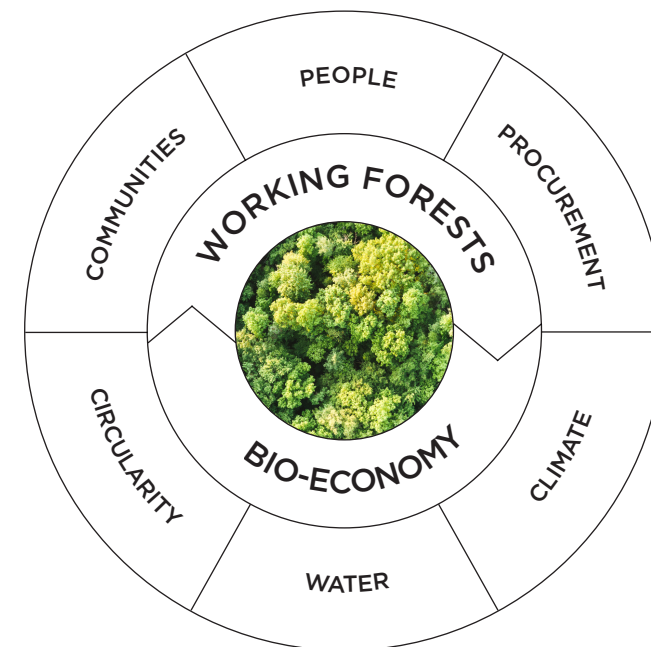 PEOPLE
PROCUREMENT
CLIMATE
WATER
CIRCULARITY
COMMUNITIES
WORKING FORESTS
BIO-ECONOMY